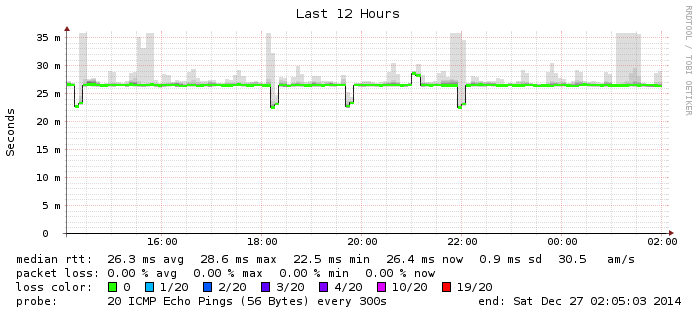 Last 12 Hours
RRDTOOL / TOBI OETIKER
Seconds
35 m
30 m
25 m
20 m
15 m
10 m
5 m
0
16:00 18:00 20:00 22:00 00:00 02:00
median rtt: 26.3 ms avg 28.6 ms max 22.5 ms min 26.4 ms now 0.9 ms sd 30.5 am/s
packet loss: 0.00 % avg 0.00 % max 0.00 % min 0.00 % now
loss color: 0 1/20 2/20 3/20 4/20 10/20 19/20
probe: 20 ICMP Echo Pings (56 Bytes) every 300s end: Sat Dec 27 02:05:03 2014